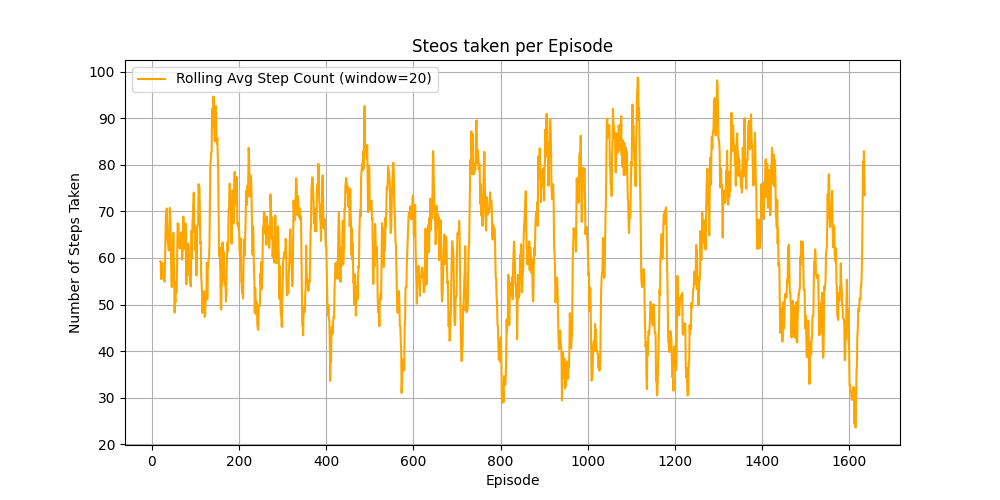 Steos taken per Episode
Rolling Avg Step Count (window=20)
Number of Steps Taken
100
90
80
70
60
50
40
30
20
0 200 400 600 800 1000 1200 1400 1600
Episode